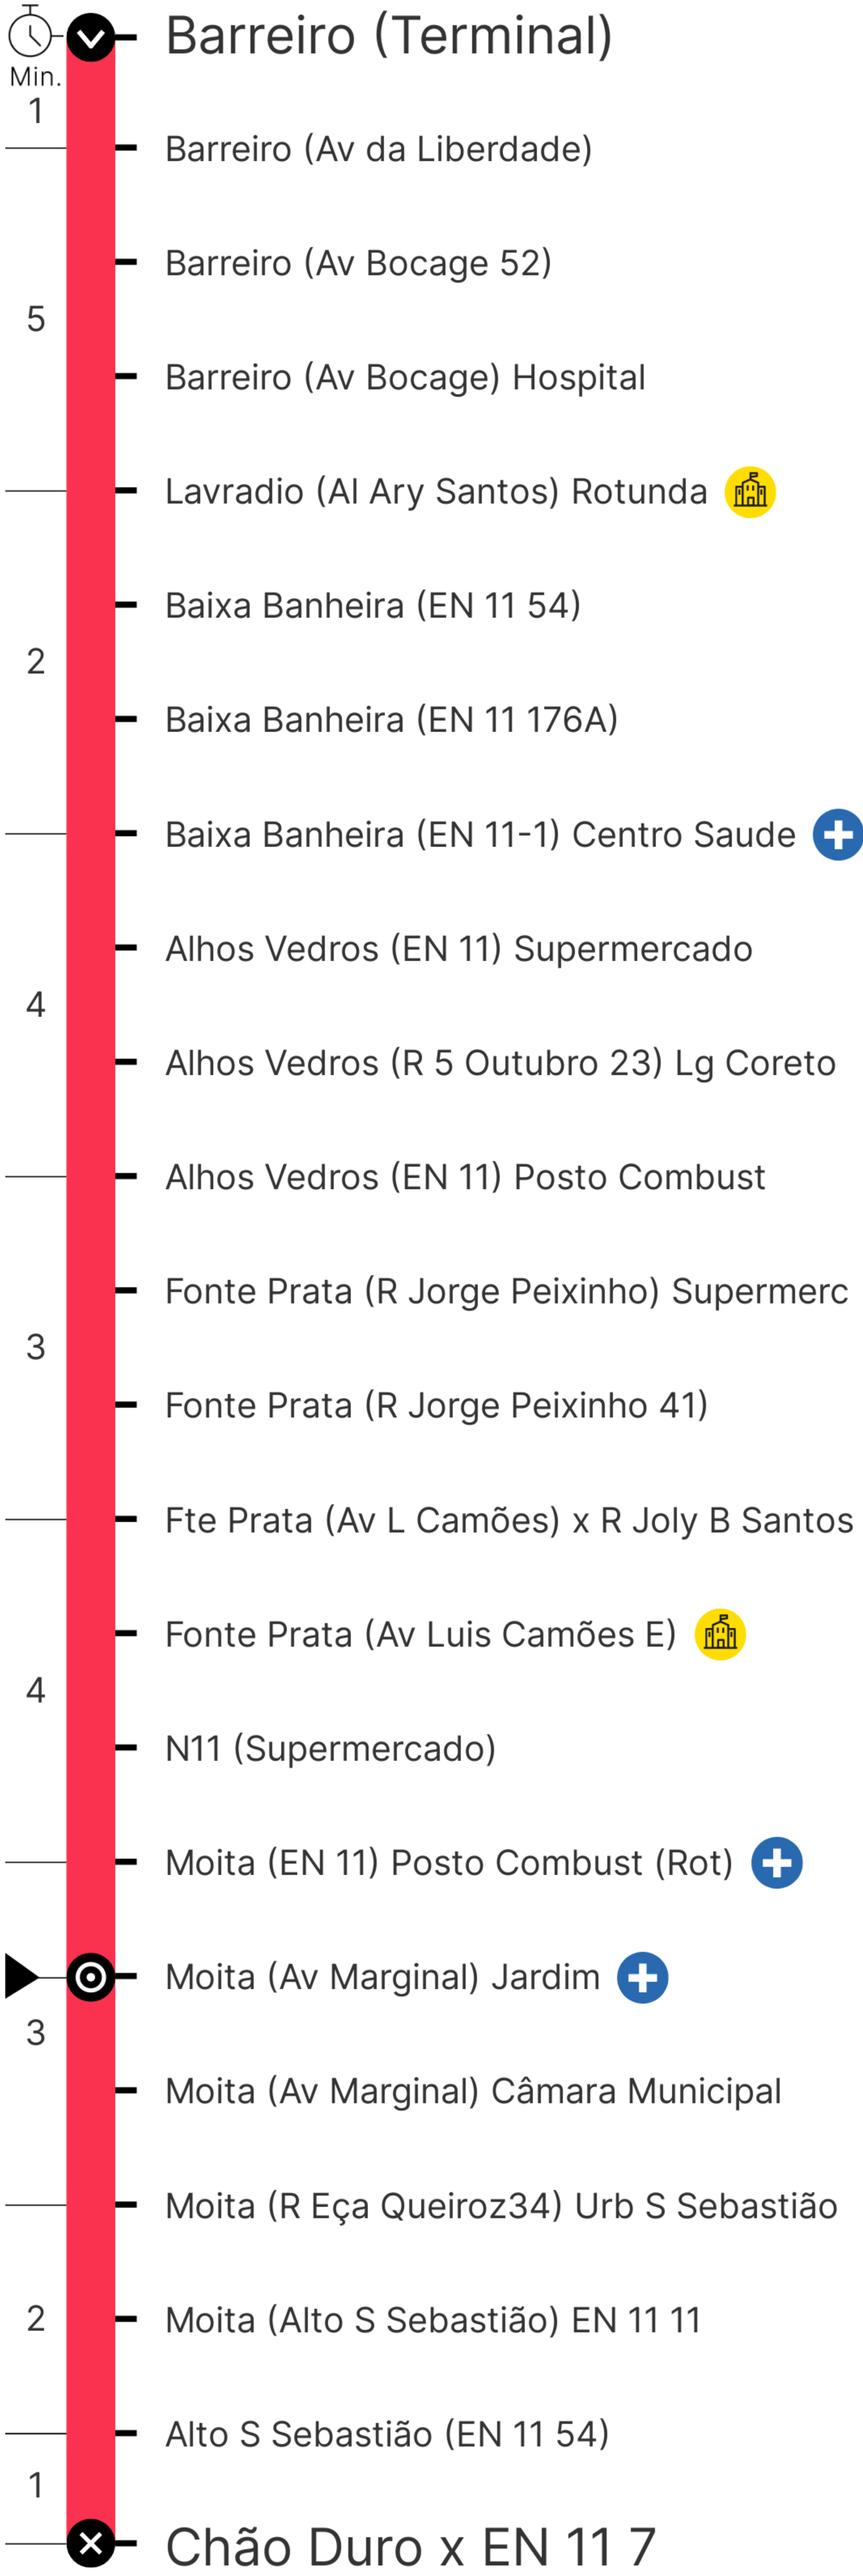 Barreiro (Terminal)
Min.
1
Barreiro (Av da Liberdade)
Barreiro (Av Bocage 52)
5
Barreiro (Av Bocage) Hospital
Lavradio (Al Ary Santos) Rotunda
Baixa Banheira (EN 11 54)
2
Baixa Banheira (EN 11 176A)
Baixa Banheira (EN 11-1) Centro Saude
Alhos Vedros (EN 11) Supermercado
4
Alhos Vedros (R 5 Outubro 23) Lg Coreto
Alhos Vedros (EN 11) Posto Combust
Fonte Prata (R Jorge Peixinho) Supermerc
3
Fonte Prata (R Jorge Peixinho 41)
Fte Prata (Av L Camões) x R Joly B Santos
Fonte Prata (Av Luis Camões E)
4
N11 (Supermercado)
Moita (EN 11) Posto Combust (Rot)
Moita (Av Marginal) Jardim
3
Moita (Av Marginal) Câmara Municipal
Moita (R Eça Queiroz34) Urb S Sebastião
2
Moita (Alto S Sebastião) EN 11 11
Alto S Sebastião (EN 11 54)
1
Chão Duro x EN 11 7